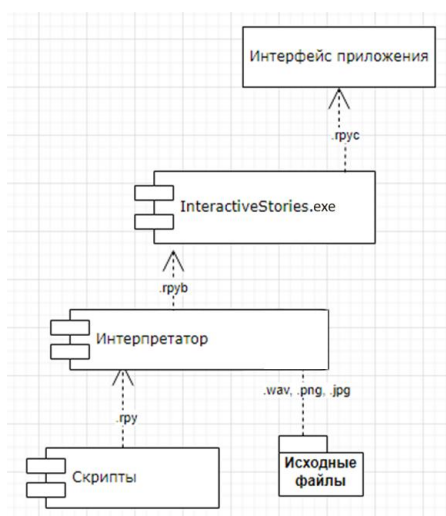 Интерфейс приложения
.rpyc
InteractiveStories.exe
.rpyb
Интерпретатор
.wav, .png, .jpg
.rpy
Исходные
файлы
Скрипты